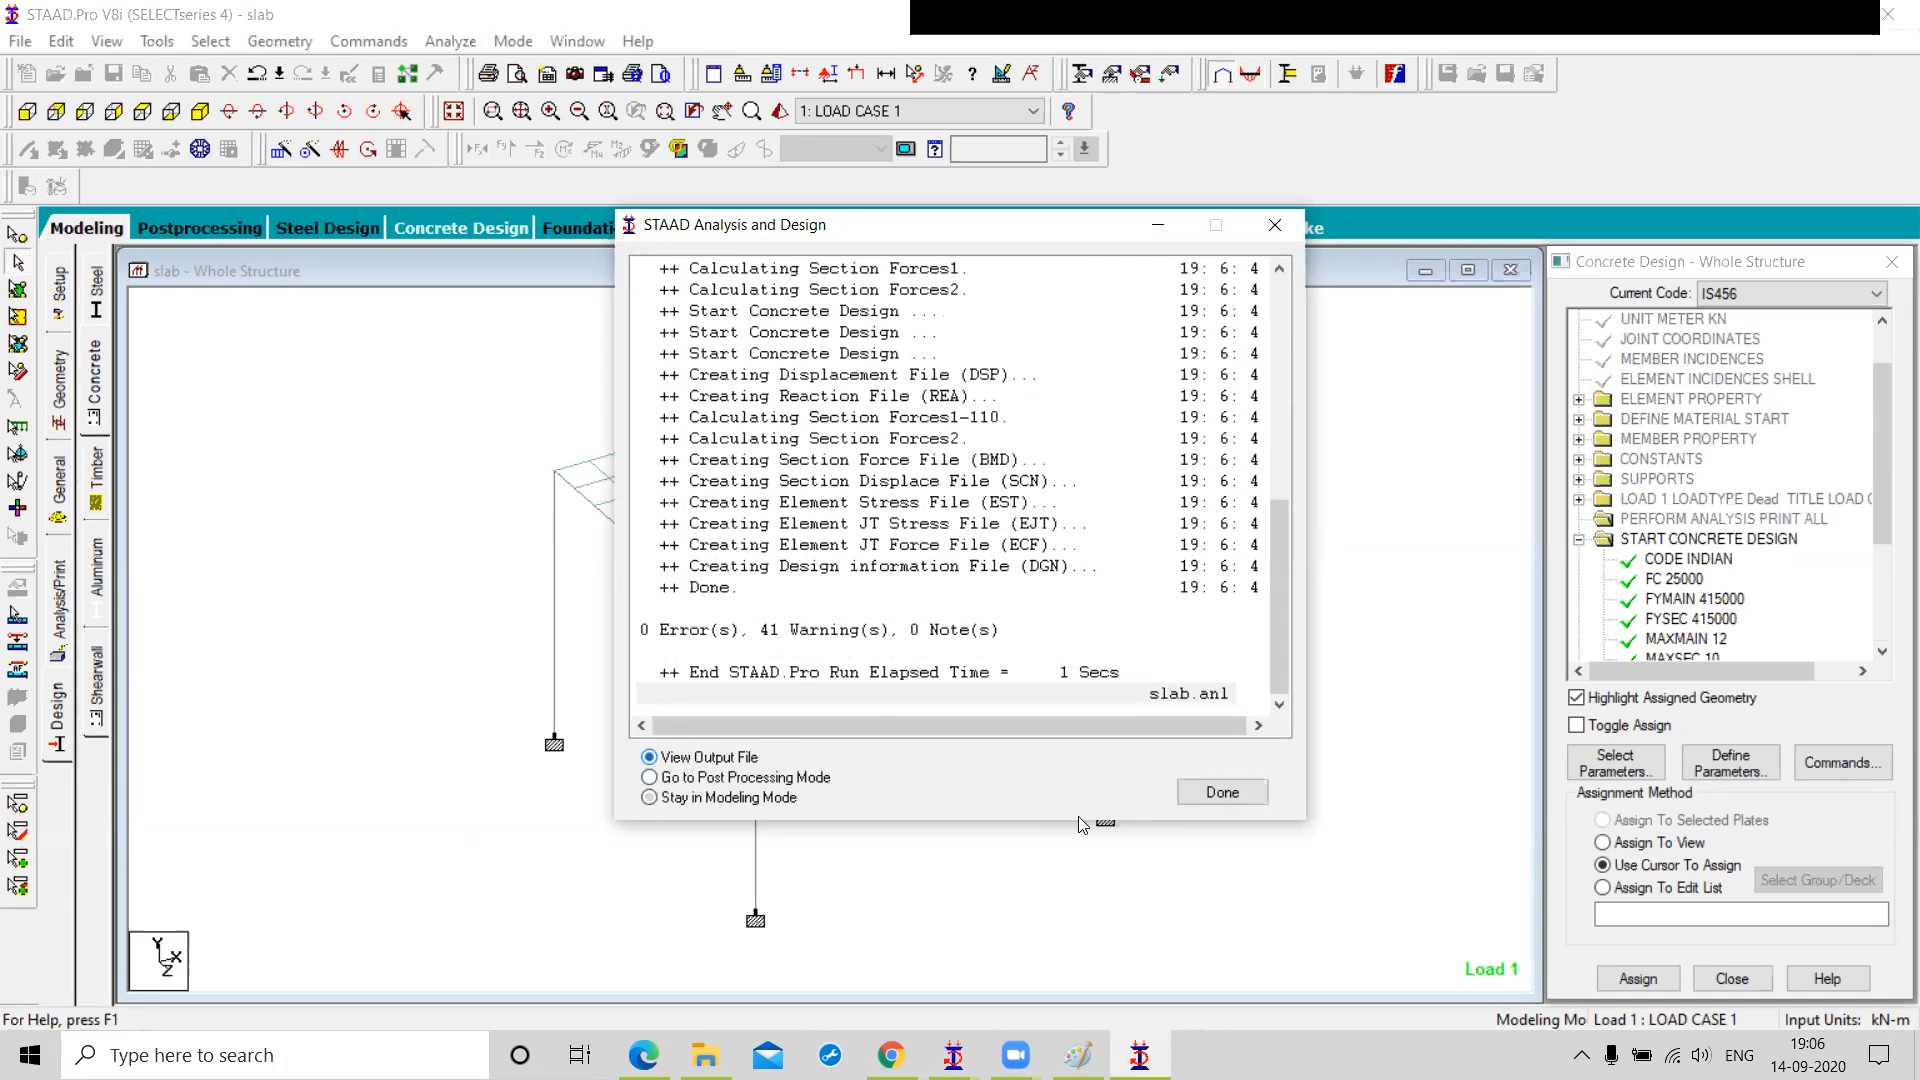 STAAD.Pro V8i (SELECTseries 4) - slab
File Edit View Tools Select Geometry Commands Analyze Mode Window Help
1: LOAD CASE 1
Modeling Postprocessing Steel Design Concrete Design Foundati
ke
STAAD Analysis and Design
slab - Whole Structure
Setup
Geometry
General
Analysis/Print
Design
Steel
Concrete
Timber
Aluminum
Shearwall
++ Calculating Section Forces1. 19: 6: 4
++ Calculating Section Forces2. 19: 6: 4
++ Start Concrete Design .... 19: 6: 4
++ Start Concrete Design ... 19: 6: 4
++ Start Concrete Design ... 19: 6: 4
++ Creating Displacement File (DSP)... 19: 6: 4
++ Creating Reaction File (REA)... 19: 6: 4
++ Calculating Section Forces1-110. 19: 6: 4
++ Calculating Section Forces2. 19: 6: 4
++ Creating Section Force File (BMD)... 19: 6: 4
++ Creating Section Displace File (SCN)... 19: 6: 4
++ Creating Element Stress File (EST)... 19: 6: 4
++ Creating Element JT Stress File (EJT)... 19: 6: 4
++ Creating Element JT Force File (ECF)... 19: 6: 4
++ Creating Design information File (DGN)... 19: 6: 4
++ Done. 19: 6: 4
0 Error(s), 41 Warning(s), 0 Note(s)
++ End STAAD.Pro Run Elapsed Time = 1 Secs
slab.anl
View Output File
Go to Post Processing Mode
Stay in Modeling Mode
Done
Y
X
Z
Load 1
Concrete Design - Whole Structure
Current Code: IS456
UNIT METER KN
JOINT COORDINATES
MEMBER INCIDENCES
ELEMENT INCIDENCES SHELL
ELEMENT PROPERTY
DEFINE MATERIAL START
MEMBER PROPERTY
CONSTANTS
SUPPORTS
LOAD 1 LOADTYPE Dead TITLE LOAD
PERFORM ANALYSIS PRINT ALL
START CONCRETE DESIGN
CODE INDIAN
FC 25000
FYMAIN 415000
FYSEC 415000
MAXMAIN 12
MAXSEC 10
Highlight Assigned Geometry
Toggle Assign
Select Parameters..
Define Parameters..
Commands...
Assignment Method
Assign To Selected Plates
Assign To View
Use Cursor To Assign
Assign To Edit List
Select Group/Deck
Assign Close Help
For Help, press F1
Modeling Mo Load 1 : LOAD CASE 1 Input Units: kN-m
Type here to search
ENG
19:06
14-09-2020